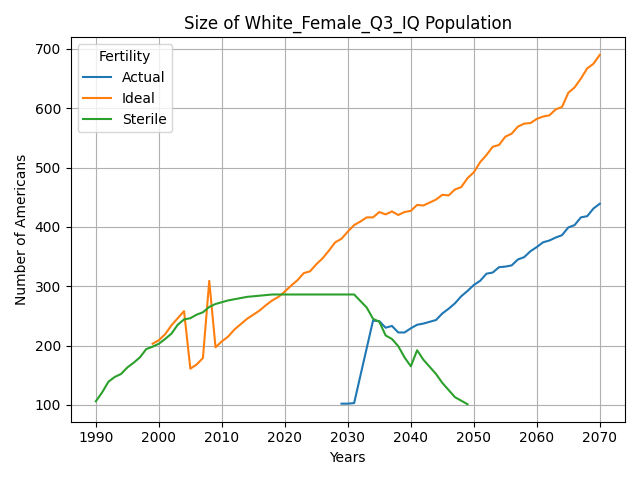 Size of White_Female_Q3_IQ Population
Fertility
Actual
Ideal
Sterile
Number of Americans
700
600
500
400
300
200
100
1990 2000 2010 2020 2030 2040 2050 2060 2070
Years